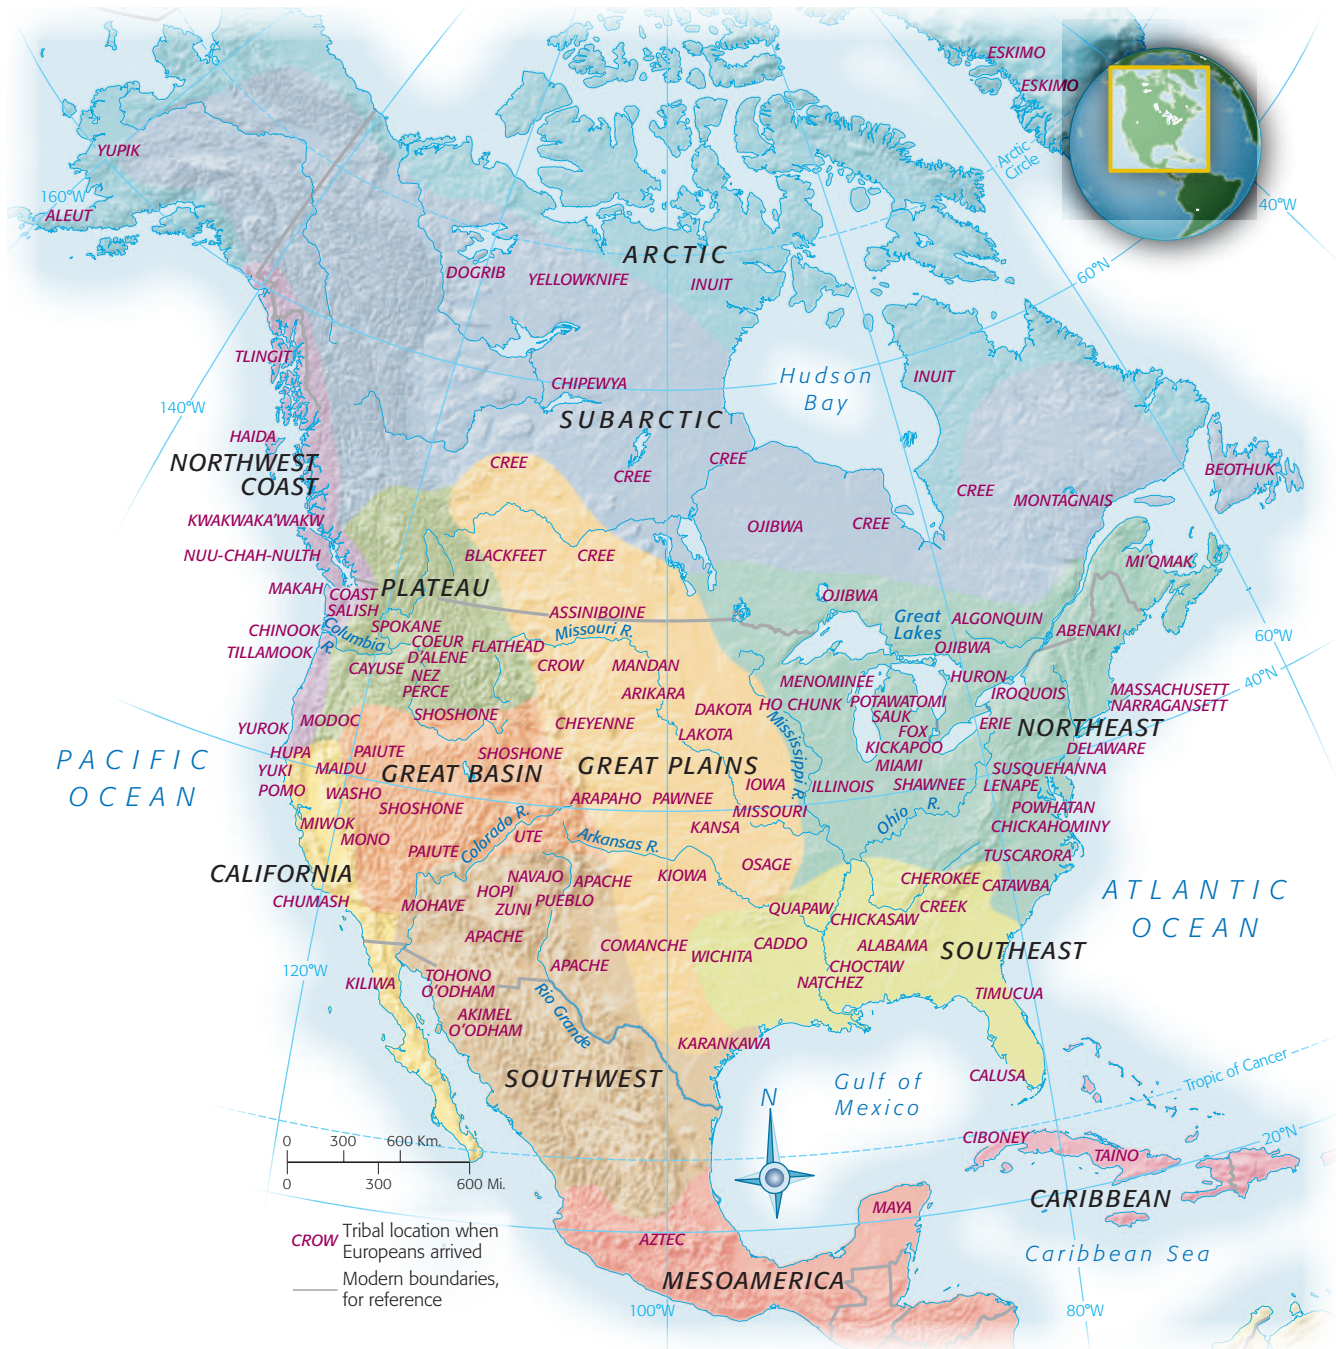 ESKIMO
ESKIMO
YUPIK
Arctic
Circle
160°W
ALEUT
40°W
ARCTIC
DOGRIB
YELLOWKNIFE
INUIT
60°N
TLINGIT
CHIPEWYA
Hudson
Bay
INUIT
140°W
SUBARCTIC
HAIDA
NORTHWEST
COAST
CREE
CREE
CREE
BEOTHUK
CREE
MONTAGNAIS
KWAKWAKA'WAKW
OJIBWA
CREE
NUU-CHAH-NULTH
BLACKFEET
CREE
MI'QMAK
MAKAH
COAST
SALISH
PLATEAU
OJIBWA
ASSINIBOINE
Great
Lakes
ALGONQUIN
CHINOOK
Columbia
R.
SPOKANE
Missouri R.
ABENAKI
60°W
TILLAMOOK
COEUR
D'ALENE
FLATHEAD
OJIBWA
CAYUSE
NEZ
PERCE
CROW
MANDAN
MENOMINEE
HURON
IROQUOIS
40°N
ARIKARA
MASSACHUSETT
NARRAGANSETT
HO CHUNK
POTAWATOMI
DAKOTA
SAUK
YUROK
MODOC
SHOSHONE
CHEYENNE
LAKOTA
Mississippi R.
FOX
ERIE
NORTHEAST
KICKAPOO
DELAWARE
HUPA
PAIUTE
SHOSHONE
PACIFIC
OCEAN
YUKI
MAIDU
GREAT BASIN
GREAT PLAINS
MIAMI
SUSQUEHANNA
POMO
WASHO
IOWA
ILLINOIS
SHAWNEE
LENAPE
SHOSHONE
ARAPAHO
PAWNEE
MISSOURI
Ohio
R.
POWHATAN
MIWOK
KANSA
CHICKAHOMINY
MONO
Colorado R.
UTE
Arkansas R.
PAIUTE
TUSCARORA
CALIFORNIA
OSAGE
NAVAJO
APACHE
KIOWA
CHEROKEE
CATAWBA
ATLANTIC
OCEAN
CHUMASH
MOHAVE
HOPI
ZUNI
PUEBLO
QUAPAW
CREEK
CHICKASAW
APACHE
COMANCHE
WICHITA
CADDO
ALABAMA
SOUTHEAST
APACHE
CHOCTAW
120°W
KILIWA
TOHONO
O'ODHAM
NATCHEZ
TIMUCUA
AKIMEL
O'ODHAM
Rio Grande
KARANKAWA
SOUTHWEST
CALUSA
Gulf of
Mexico
Tropic of Cancer
N
0 300 600 Km.
0 300 600 Mi.
CIBONEY
TAINO
20°N
CARIBBEAN
MAYA
CROW Tribal location when
Europeans arrived
AZTEC
Caribbean Sea
Modern boundaries,
for reference
MESOAMERICA
100°W
80°W